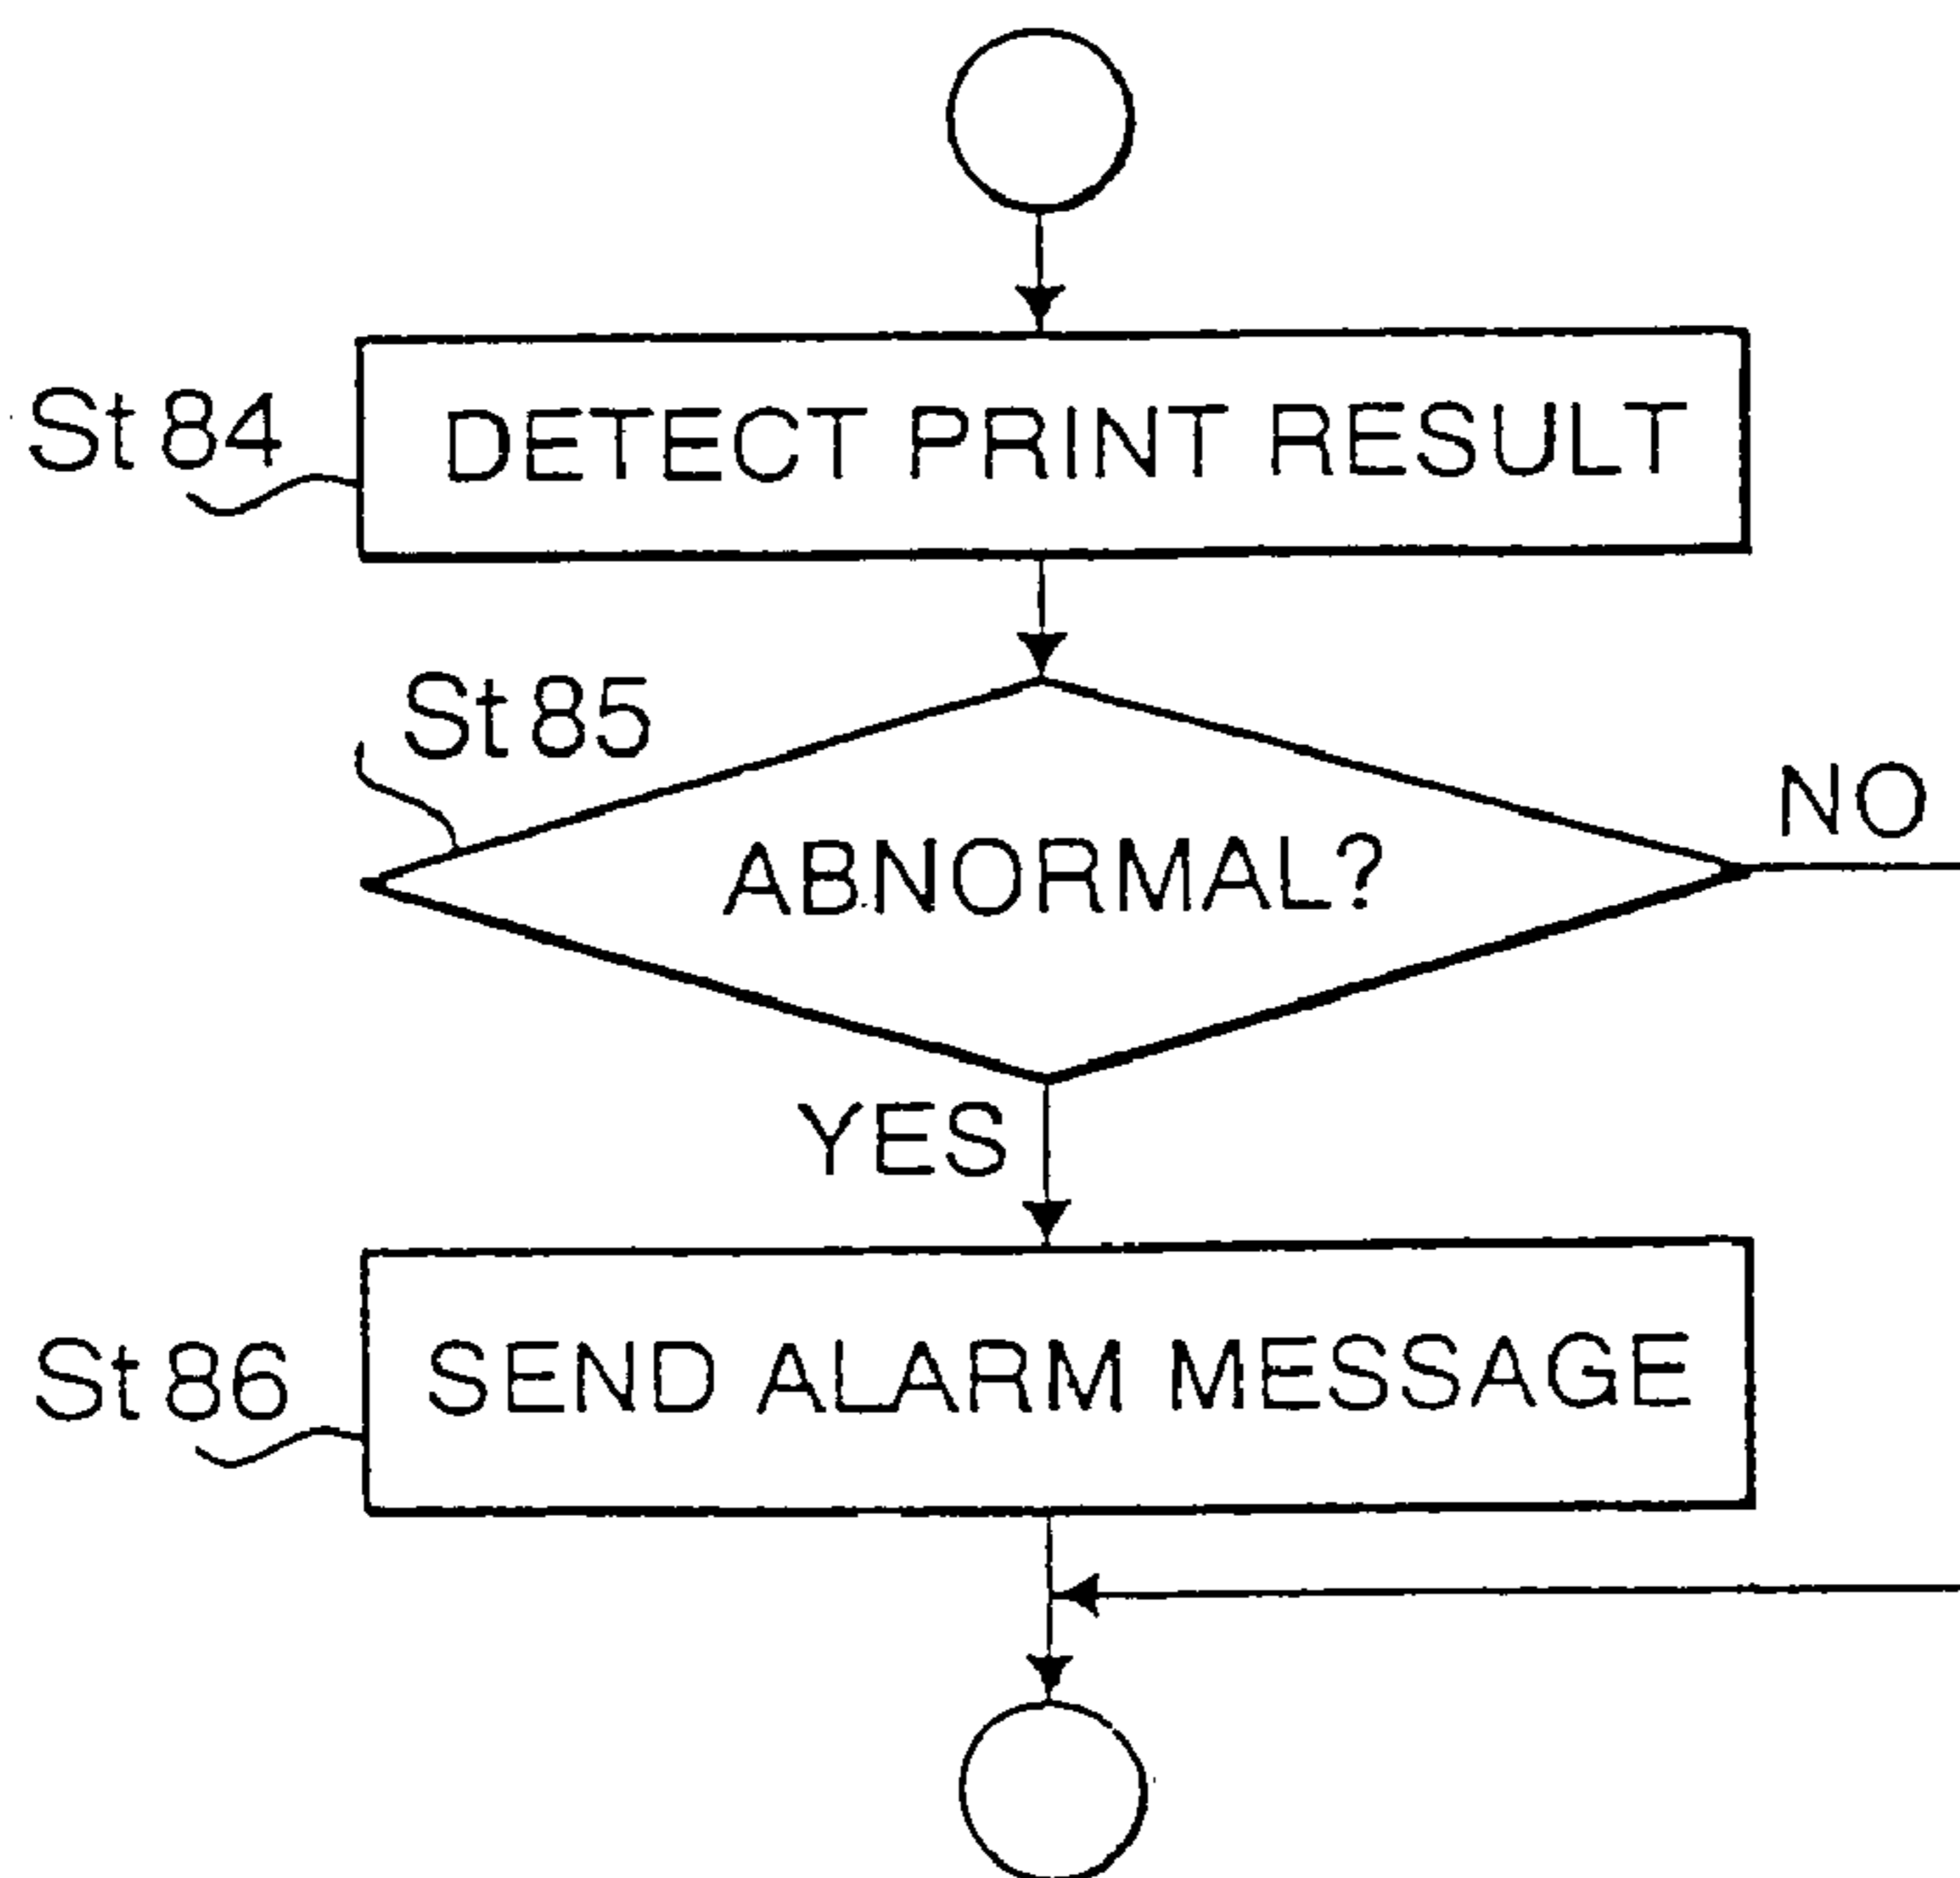 St 84
DETECT PRINT RESULT
St 85
NO
ABNORMAL?
YES
St 86
SEND ALARM MESSAGE